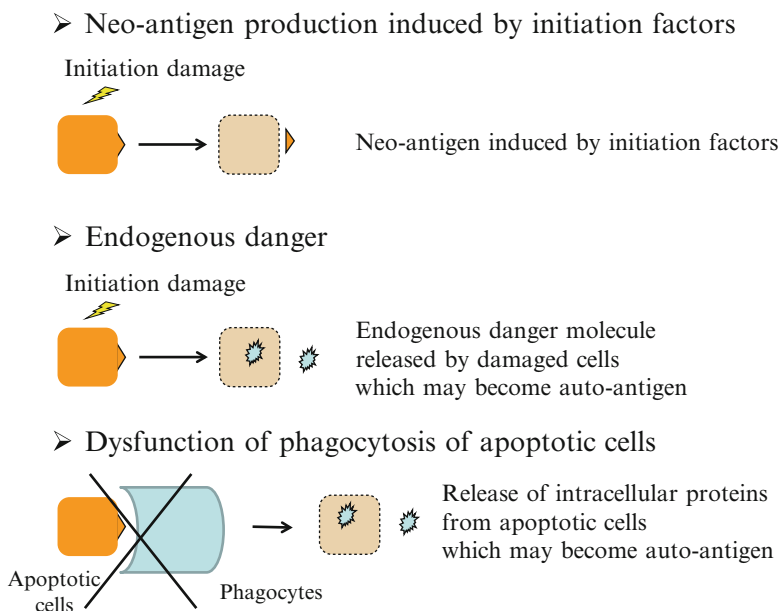 ➢ Neo-antigen production induced by initiation factors
Initiation damage
Neo-antigen induced by initiation factors
➢ Endogenous danger
Initiation damage
Endogenous danger molecule
released by damaged cells
which may become auto-antigen
➢ Dysfunction of phagocytosis of apoptotic cells
Release of intracellular proteins
from apoptotic cells
which may become auto-antigen
Apoptotic
cells
Phagocytes